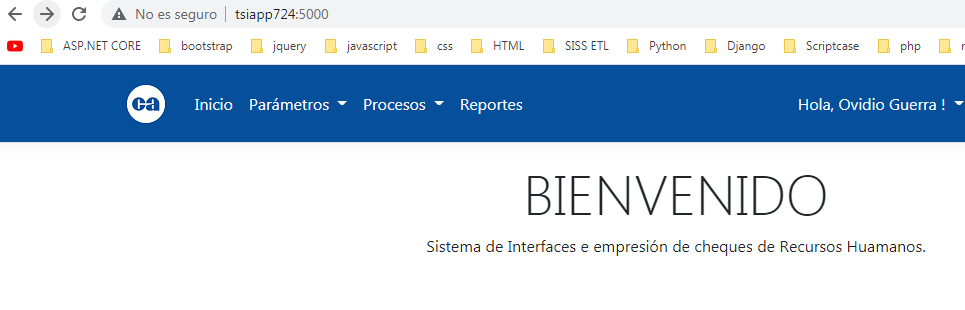 No es seguro | tsiapp724:5000
ASP.NET CORE bootstrap jquery javascript css HTML SISS ETL Python Django Scriptcase php
ca Inicio Parámetros Procesos Reportes Hola, Ovidio Guerra !
BIENVENIDO
Sistema de Interfaces e empresión de cheques de Recursos Huamanos.